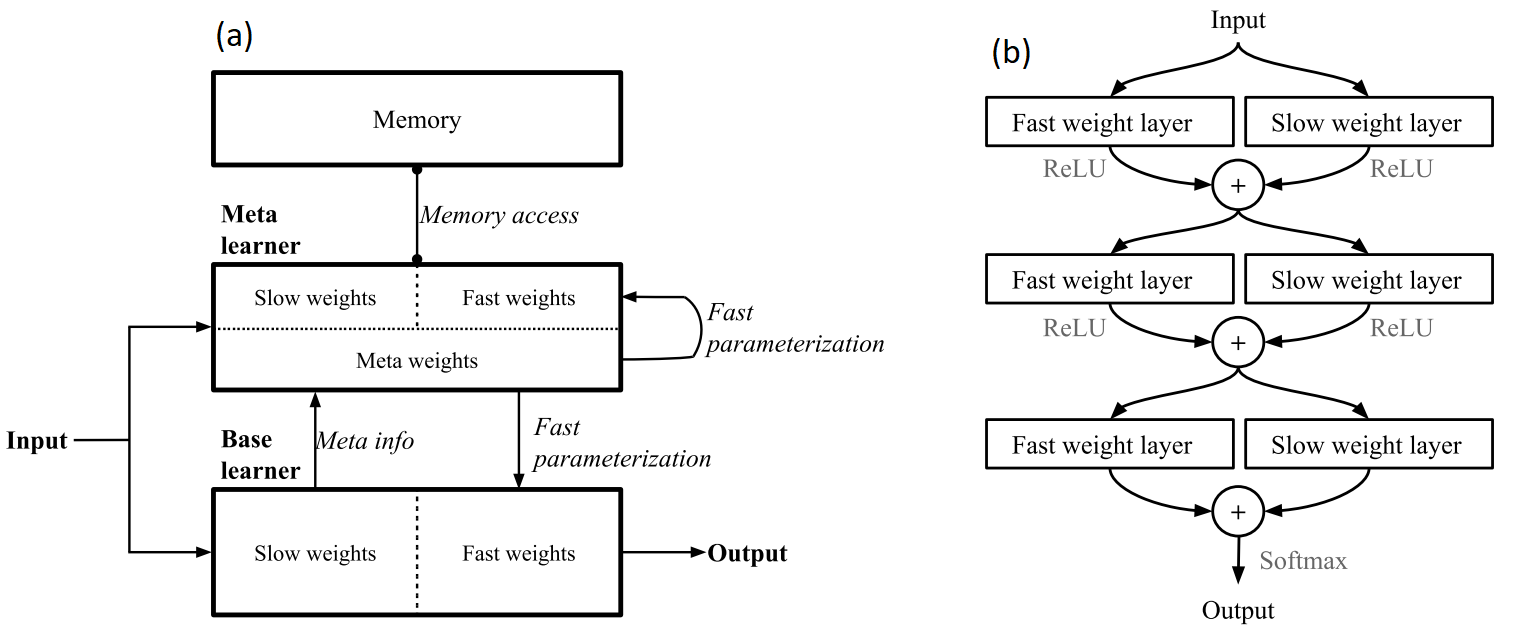 (a)
Memory
Memory access
Meta
learner
Slow weights
Fast weights
Fast
parameterization
Meta weights
Input
Base
learner
Meta info
Fast
parameterization
Slow weights
Fast weights
Output
(b)
Input
Fast weight layer
Slow weight layer
ReLU
ReLU
+
Fast weight layer
Slow weight layer
ReLU
ReLU
+
Fast weight layer
Slow weight layer
+
Softmax
Output